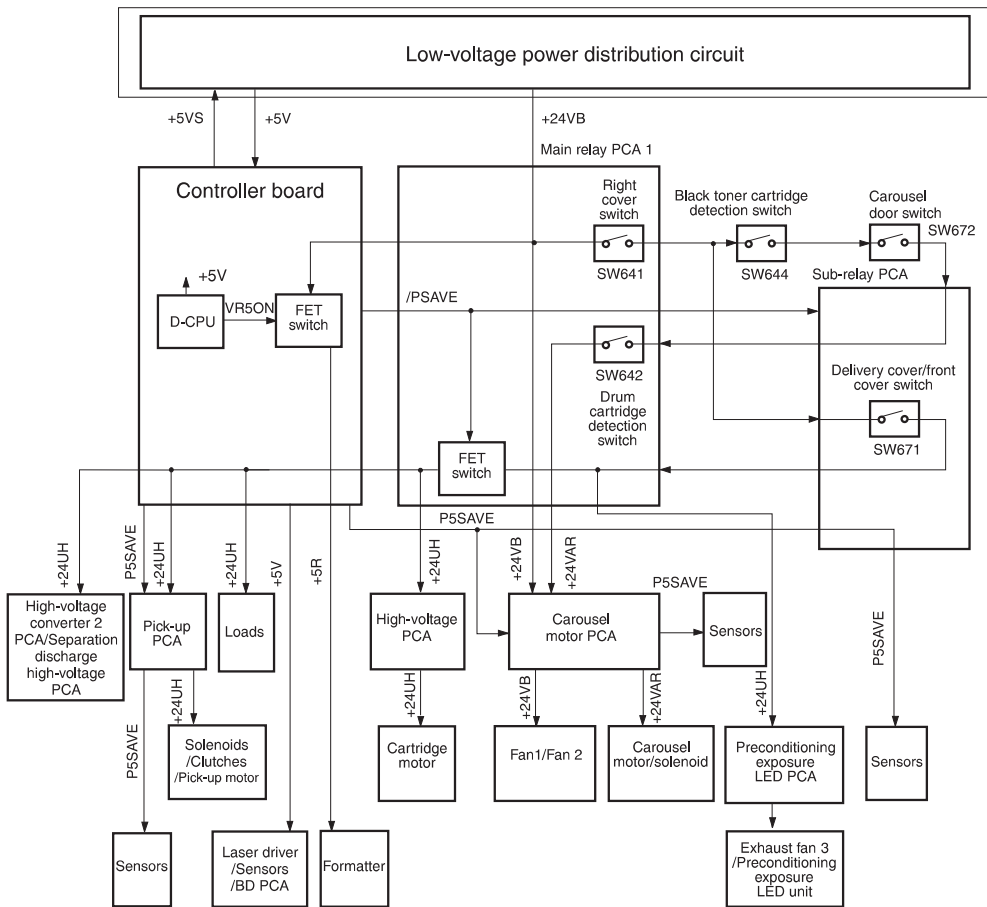 Low-voltage power distribution circuit
+5VS
+5V
+24VB
Main relay PCA 1
Controller board
Right
cover
switch
SW641
Black toner cartridge
detection switch
SW644
Carousel
door switch
SW672
Sub-relay PCA
+5V
D-CPU
VR5ON
FET
switch
/PSAVE
SW642
Drum
cartridge
detection
switch
Delivery cover/front
cover switch
SW671
FET
switch
P5SAVE
+24UH
P5SAVE
+24UH
+24UH
+5V
+5R
+24UH
+24VB
+24VAR
P5SAVE
+24UH
P5SAVE
High-voltage
converter 2
PCA/Separation
discharge
high-voltage
PCA
Pick-up
PCA
Loads
High-voltage
PCA
Carousel
motor PCA
Sensors
P5SAVE
+24UH
+24UH
+24VB
+24VAR
Solenoids
/Clutches
/Pick-up motor
Cartridge
motor
Fan1/Fan 2
Carousel
motor/solenoid
Preconditioning
exposure
LED PCA
Sensors
Sensors
Laser driver
/Sensors
/BD PCA
Formatter
Exhaust fan 3
/Preconditioning
exposure
LED unit